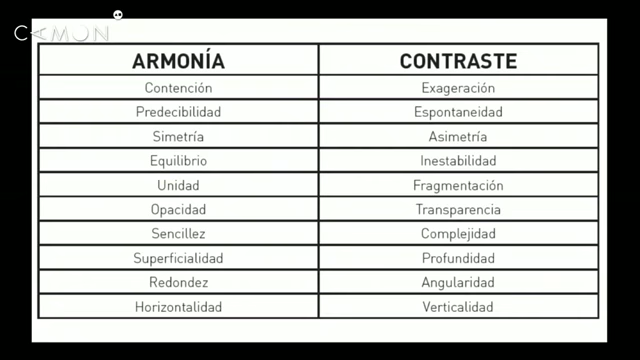 CAMON
ARMONÍA CONTRASTE
Contención Exageración
Predecibilidad Espontaneidad
Simetría Asimetría
Equilibrio Inestabilidad
Unidad Fragmentación
Opacidad Transparencia
Sencillez Complejidad
Superficialidad Profundidad
Redondez Angularidad
Horizontalidad Verticalidad